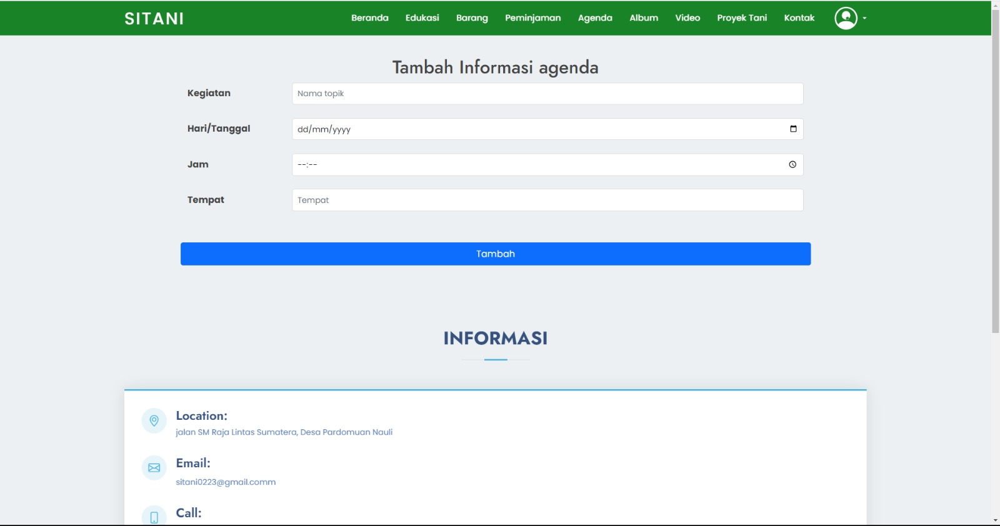 SITANI
Beranda Edukasi Barang Peminjaman Agenda Album Video Proyek Tani Kontak
Tambah Informasi agenda
Kegiatan Nama topik
Hari/Tanggal dd/mm/yyyy
Jam --:--
Tempat Tempat
Tambah
INFORMASI
Location:
jalan SM Raja Lintas Sumatera, Desa Pardomuan Nauli
Email:
sitani0223@gmail.comm
Call: